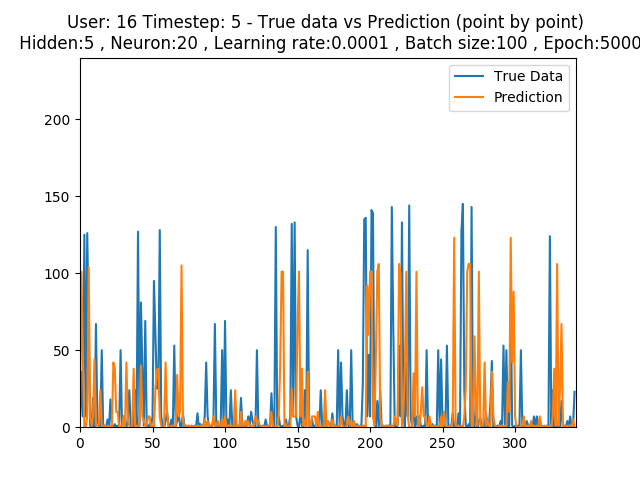 User: 16 Timestep: 5 - True data vs Prediction (point by point)
Hidden:5 , Neuron:20 , Learning rate:0.0001 , Batch size:100 , Epoch:5000
True Data
Prediction
200
150
100
50
0
0 50 100 150 200 250 300